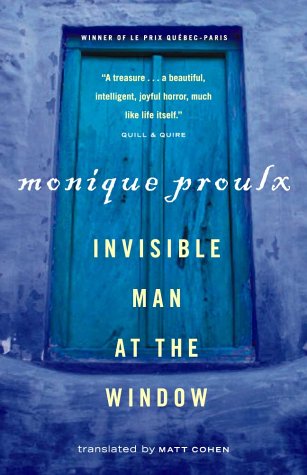 WINNER OF LE PRIX QUÉBEC-PARIS
“A treasure . . . a beautiful,
intelligent, joyful horror, much
like life itself.”
QUILL & QUIRE
monique proulx
INVISIBLE
MAN
AT THE
WINDOW
translated by MATT COHEN